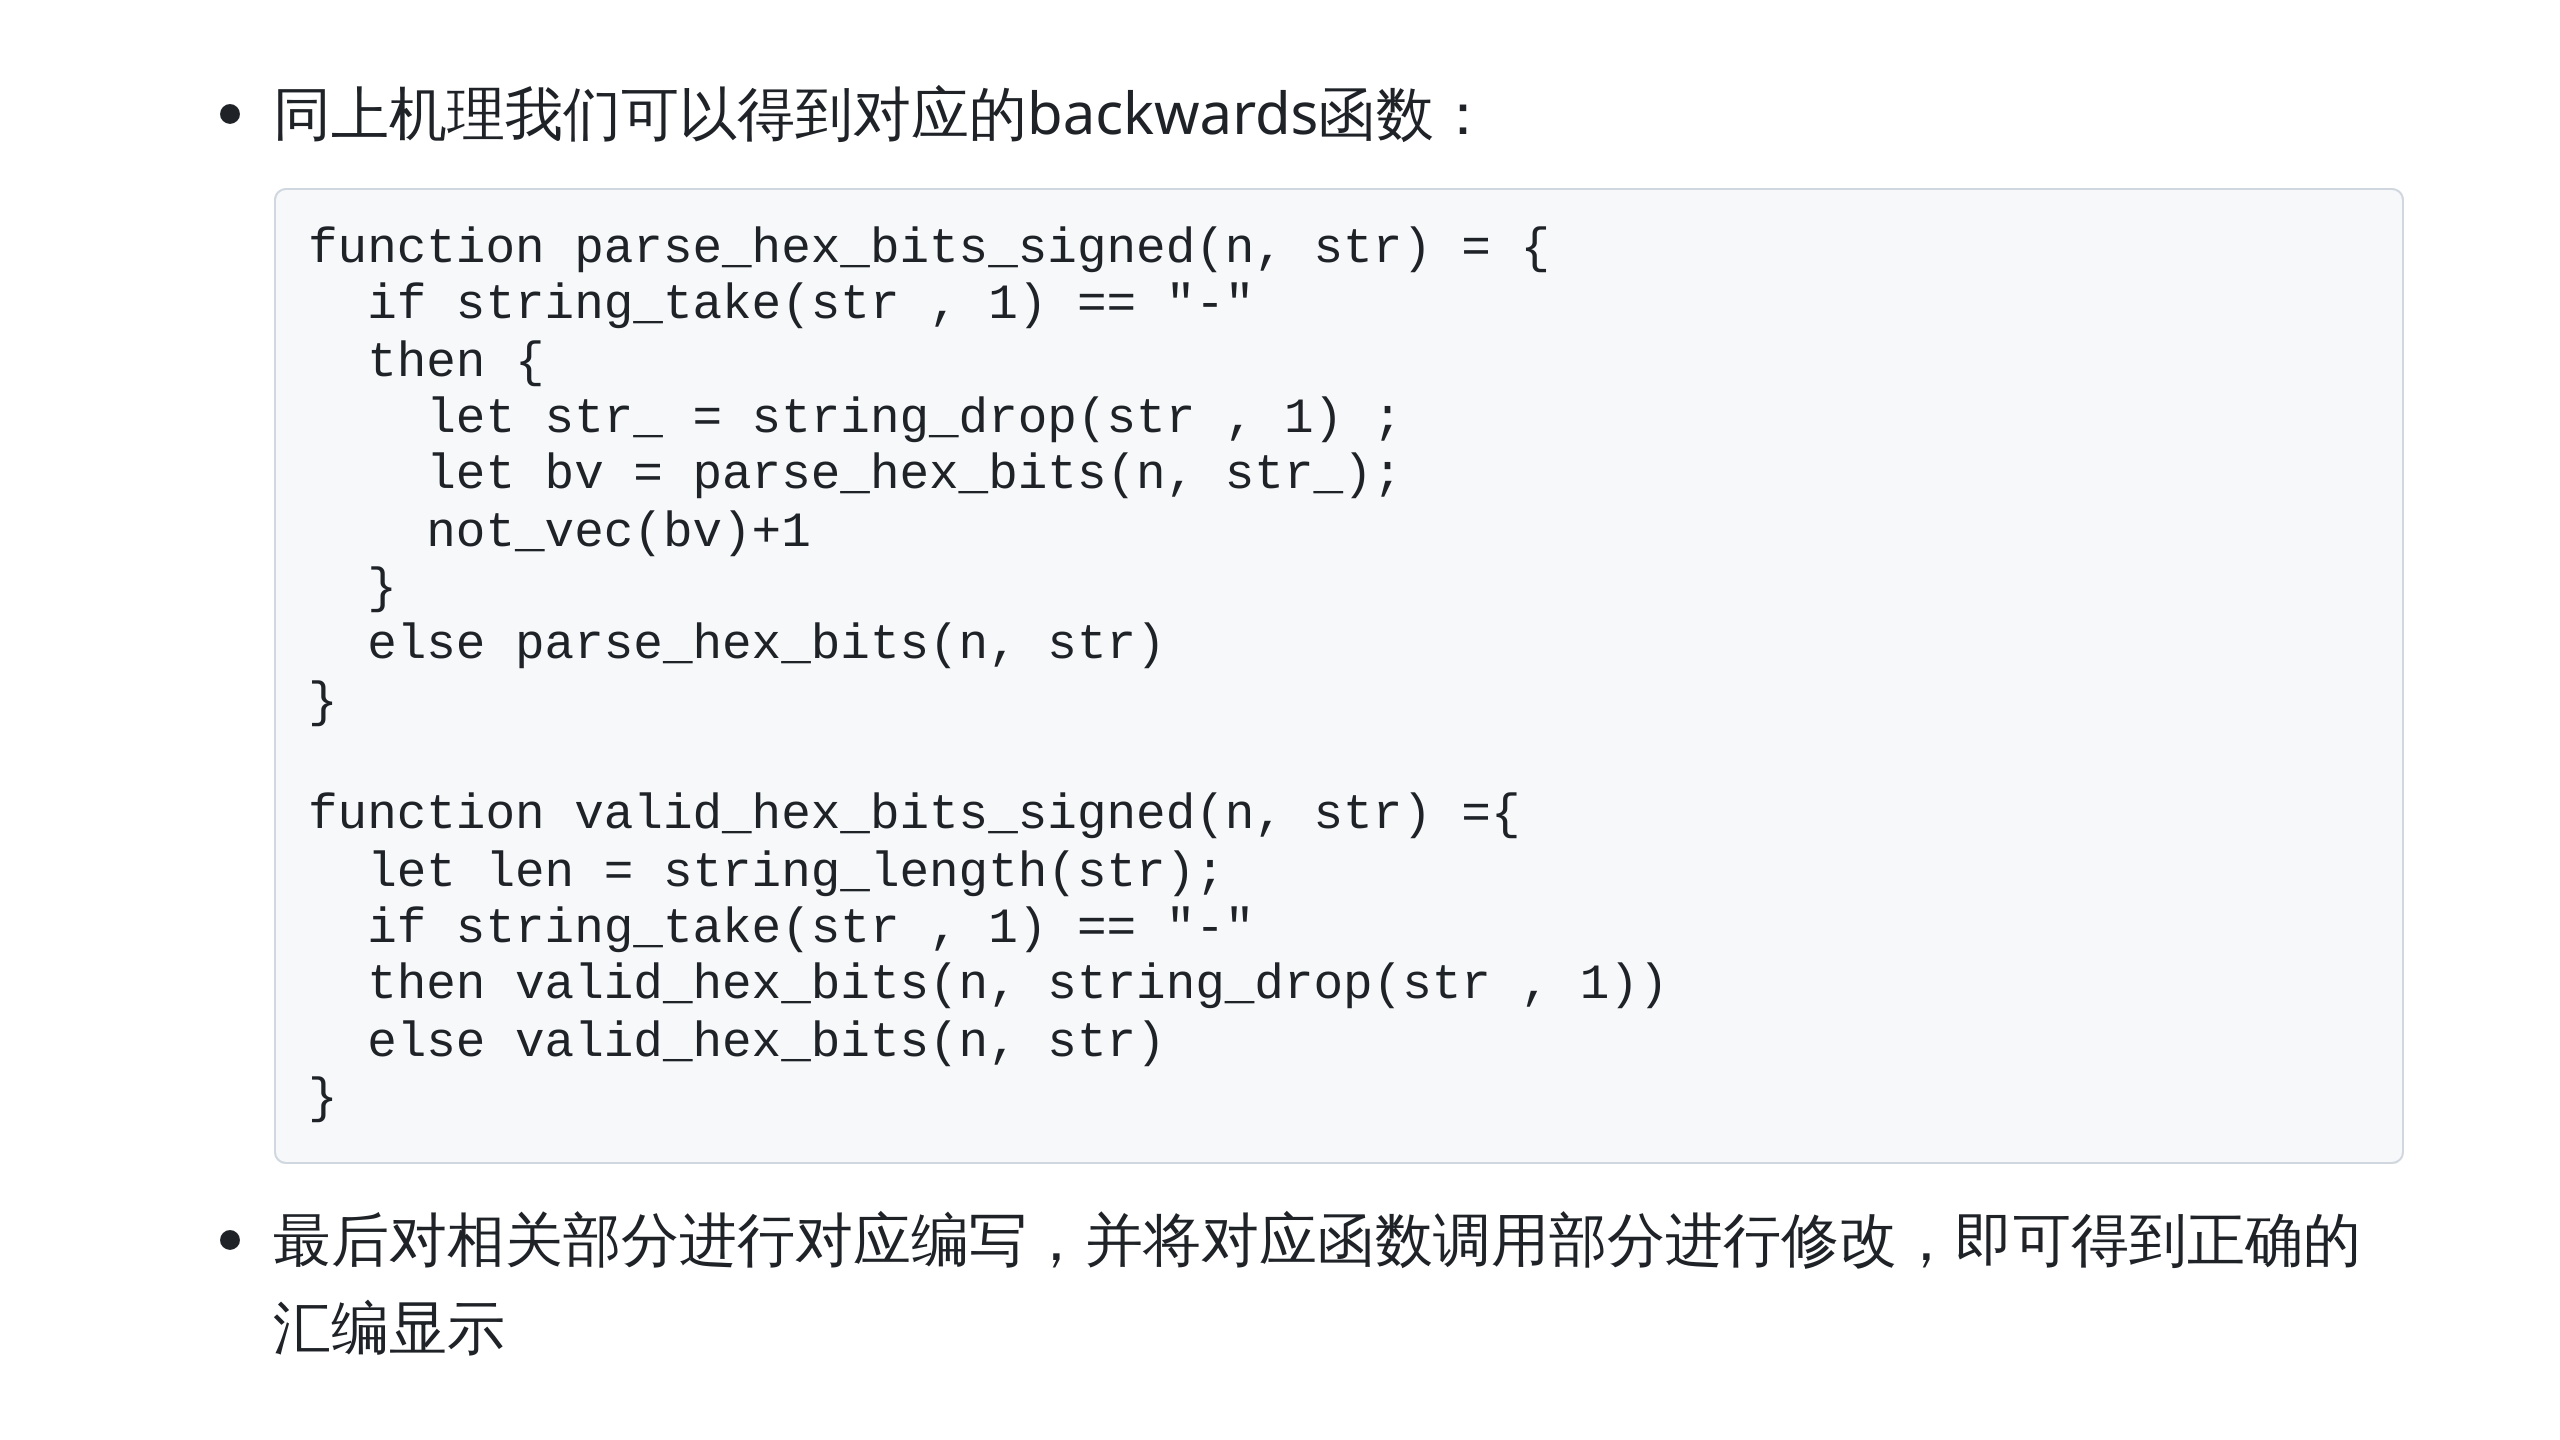 同上机理我们可以得到对应的backwards函数：
function parse_hex_bits_signed(n, str) = {
  if string_take(str , 1) == "-"
  then {
    let str_ = string_drop(str , 1) ;
    let bv = parse_hex_bits(n, str_);
    not_vec(bv)+1
  }
  else parse_hex_bits(n, str)
}

function valid_hex_bits_signed(n, str) ={
  let len = string_length(str);
  if string_take(str , 1) == "-"
  then valid_hex_bits(n, string_drop(str , 1))
  else valid_hex_bits(n, str)
}
最后对相关部分进行对应编写，并将对应函数调用部分进行修改，即可得到正确的
汇编显示